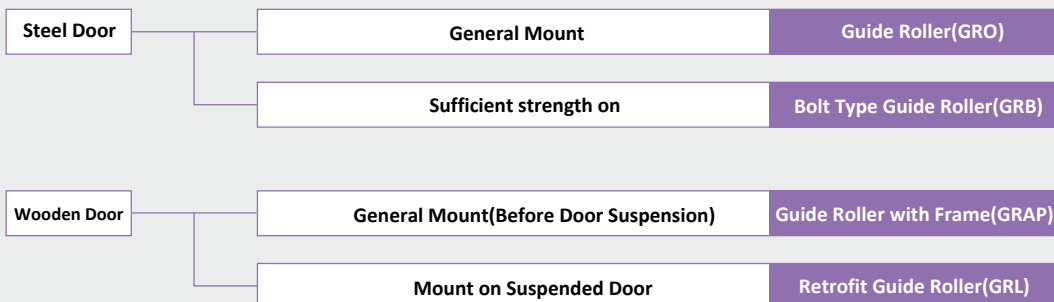 Steel Door
General Mount
Guide Roller(GRO)
Sufficient strength on
Bolt Type Guide Roller(GRB)
Wooden Door
General Mount(Before Door Suspension)
Guide Roller with Frame(GRAP)
Mount on Suspended Door
Retrofit Guide Roller(GRL)